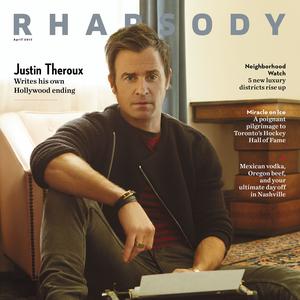 RHAPSODY
April 2017
Justin Theroux
Writes his own
Hollywood ending
Neighborhood
Watch
5 new luxury
districts rise up
Miracle on Ice
A poignant
pilgrimage to
Toronto's Hockey
Hall of Fame
Mexican vodka,
Oregon beef,
and your
ultimate day off
in Nashville